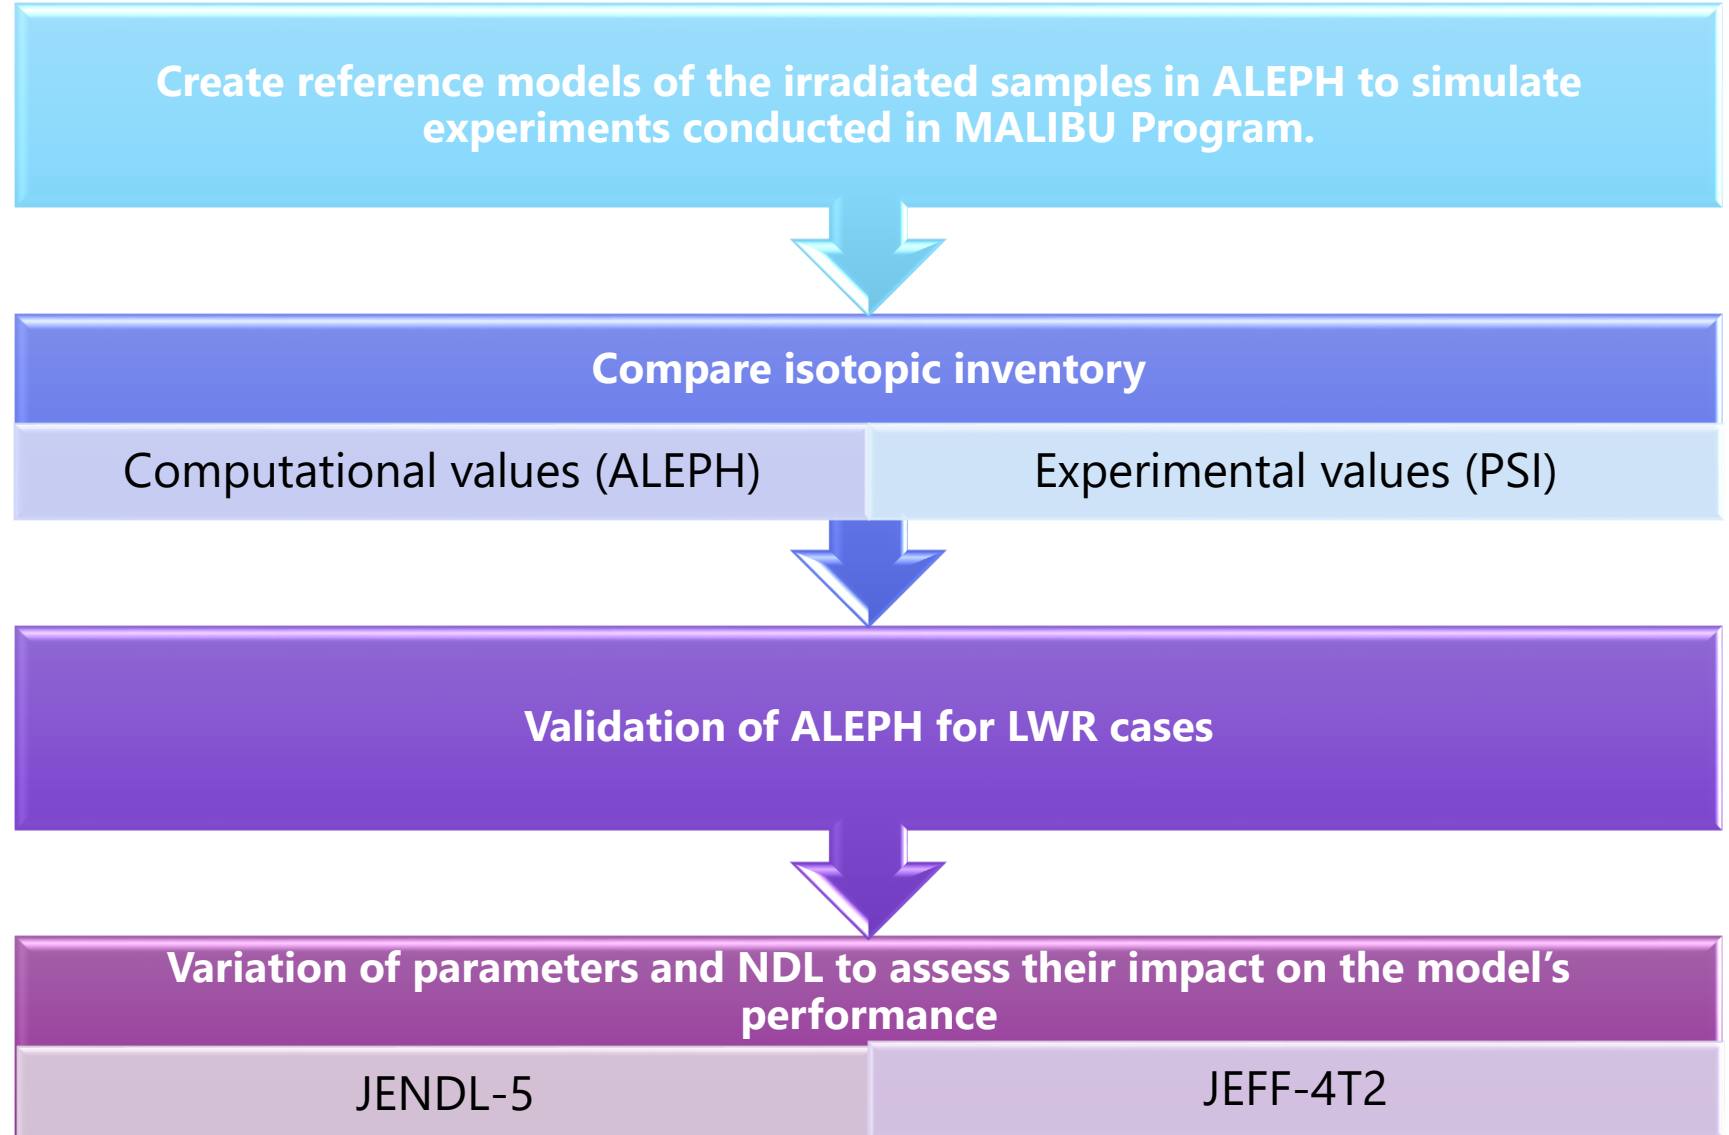 Create reference models of the irradiated samples in ALEPH to simulate
experiments conducted in MALIBU Program.
Compare isotopic inventory
Computational values (ALEPH)
Experimental values (PSI)
Validation of ALEPH for LWR cases
Variation of parameters and NDL to assess their impact on the model’s
performance
JENDL-5
JEFF-4T2